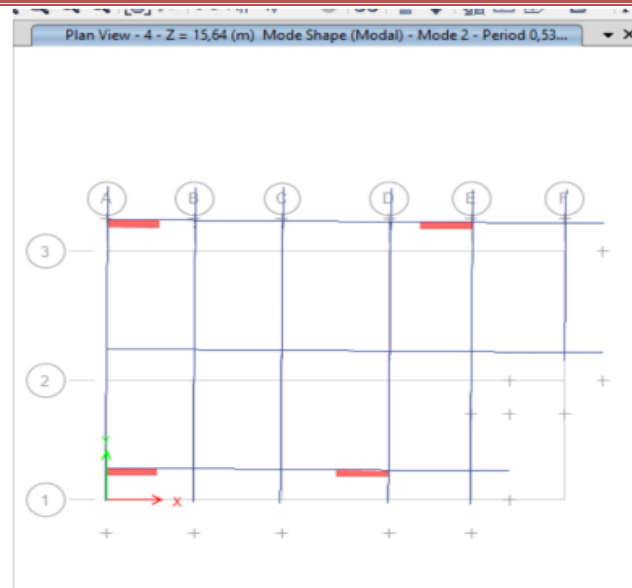 Plan View - 4 - Z = 15,64 (m) Mode Shape (Modal) - Mode 2 - Period 0,53...
A B C D E F
3
2
Y
1 X